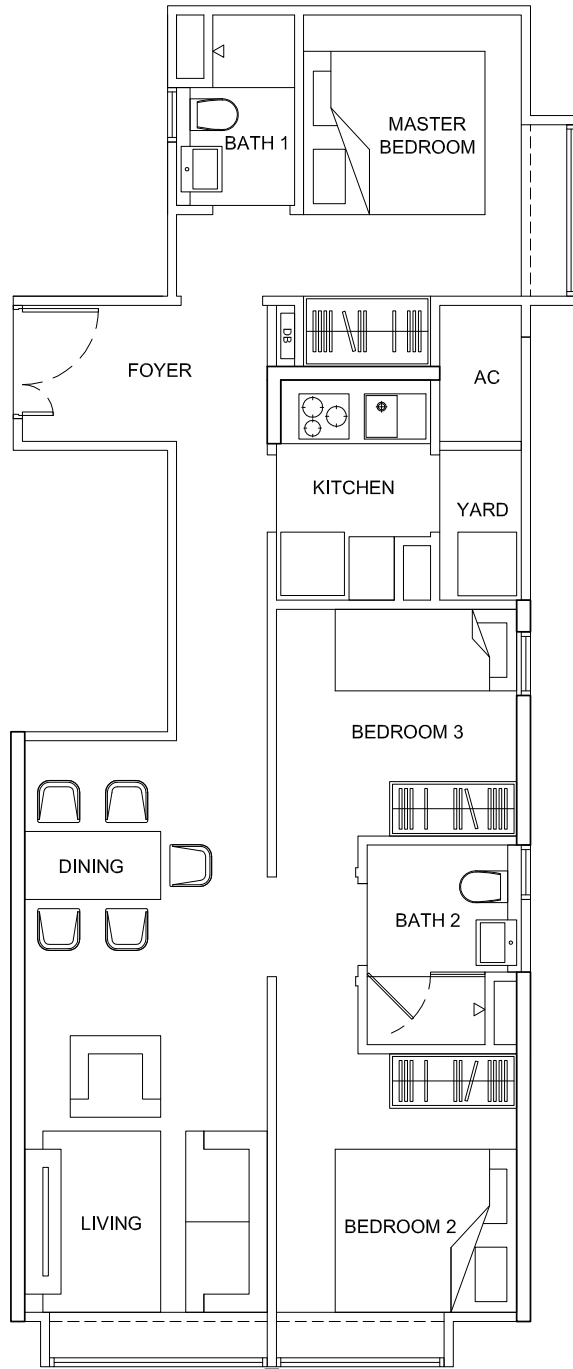 BATH 1
MASTER
BEDROOM
DB
FOYER
AC
KITCHEN
YARD
BEDROOM 3
DINING
BATH 2
LIVING
BEDROOM 2